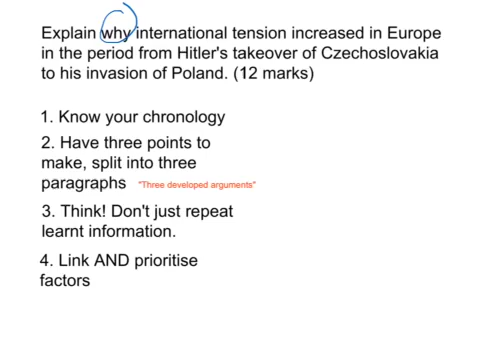 Explain why international tension increased in Europe
in the period from Hitler's takeover of Czechoslovakia
to his invasion of Poland. (12 marks)
1. Know your chronology
2. Have three points to
make, split into three
paragraphs "Three developed arguments"
3. Think! Don't just repeat
learnt information.
4. Link AND prioritise
factors